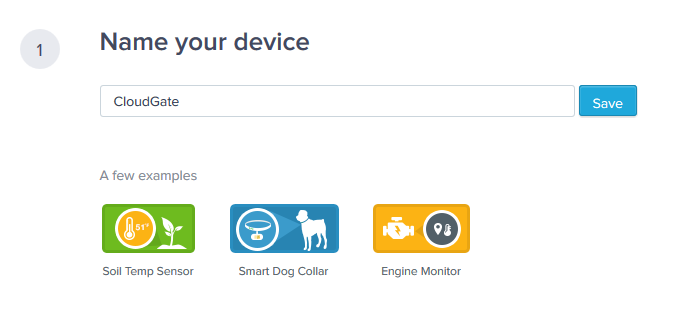 1
Name your device
CloudGate
Save
A few examples
51°
Soil Temp Sensor
Smart Dog Collar
Engine Monitor